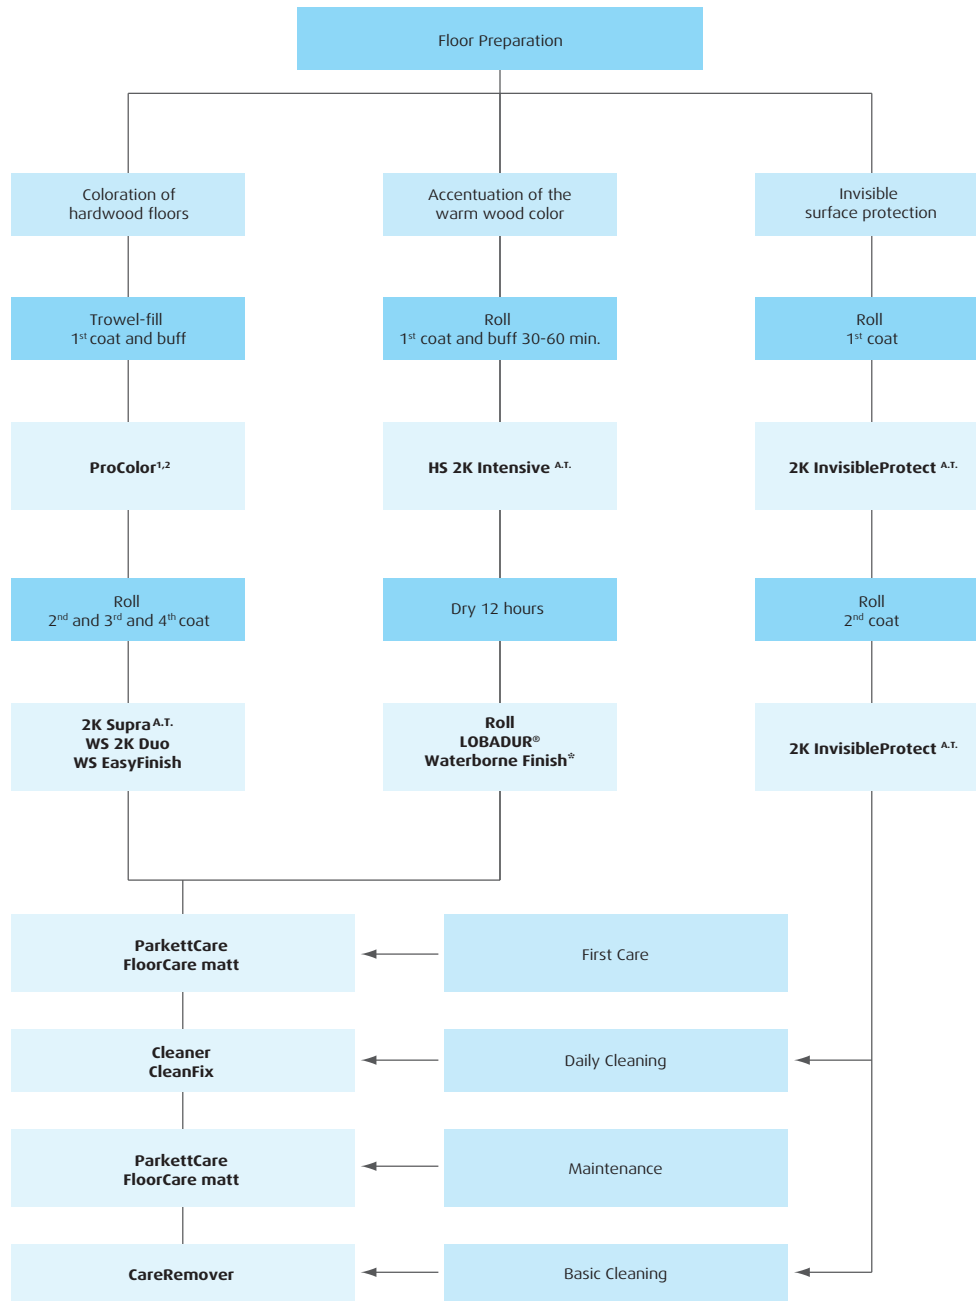 Floor Preparation
Coloration of
hardwood floors
Accentuation of the
warm wood color
Invisible
surface protection
Trowel-fill
1st coat and buff
Roll
1st coat and buff 30-60 min.
Roll
1st coat
ProColor1,2
HS 2K Intensive A.T.
2K InvisibleProtect A.T.
Roll
2nd and 3rd and 4th coat
Dry 12 hours
Roll
2nd coat
2K Supra A.T.
WS 2K Duo
WS EasyFinish
Roll
LOBADUR®
Waterborne Finish*
2K InvisibleProtect A.T.
ParkettCare
FloorCare matt
First Care
Cleaner
CleanFix
Daily Cleaning
ParkettCare
FloorCare matt
Maintenance
CareRemover
Basic Cleaning